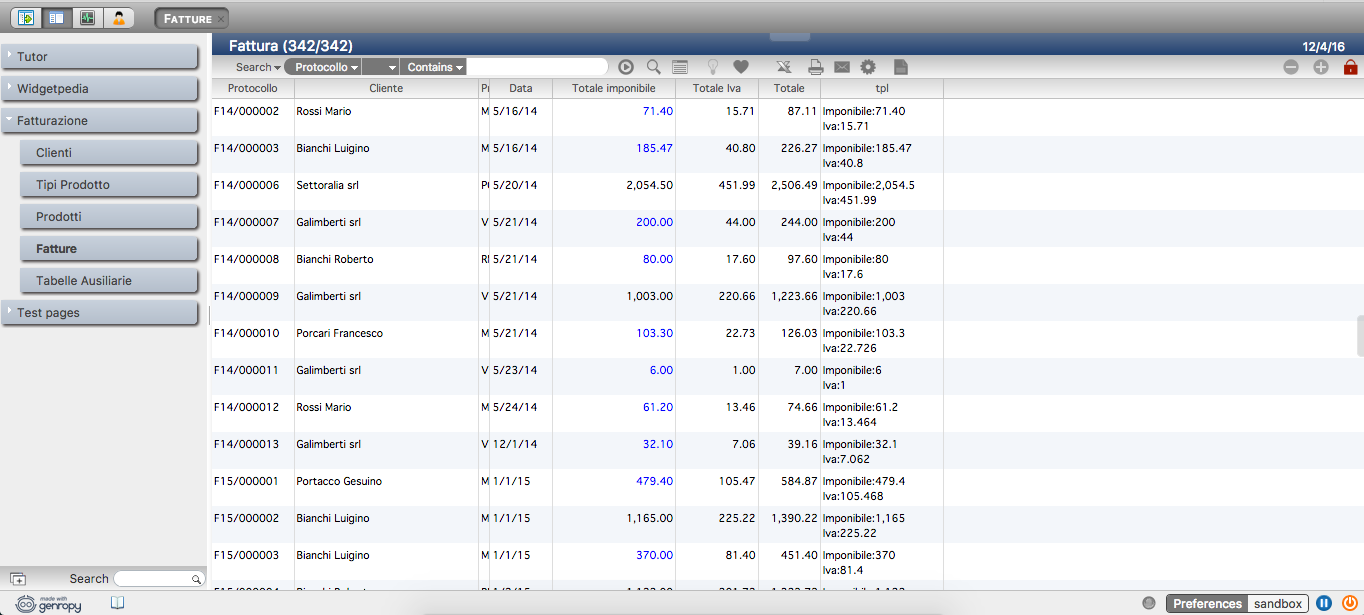 FATTURE ×
Tutor
Widgetpedia
Fatturazione
Clienti
Tipi Prodotto
Prodotti
Fatture
Tabelle Ausiliarie
Test pages
Search
made with
genropy
Fattura (342/342) 12/4/16
Search Protocollo Contains
Protocollo Cliente Data Totale imponibile Totale Iva Totale tpl
F14/000002 Rossi Mario M 5/16/14 71.40 15.71 87.11 Imponibile:71.40
Iva:15.71
F14/000003 Bianchi Luigino M 5/16/14 185.47 40.80 226.27 Imponibile:185.47
Iva:40.8
F14/000006 Settoralia srl 5/20/14 2,054.50 451.99 2,506.49 Imponibile:2,054.5
Iva:451.99
F14/000007 Galimberti srl V 5/21/14 200.00 44.00 244.00 Imponibile:200
Iva:44
F14/000008 Bianchi Roberto 5/21/14 80.00 17.60 97.60 Imponibile:80
Iva:17.6
F14/000009 Galimberti srl V 5/21/14 1,003.00 220.66 1,223.66 Imponibile:1,003
Iva:220.66
F14/000010 Porcari Francesco M 5/21/14 103.30 22.73 126.03 Imponibile:103.3
Iva:22.726
F14/000011 Galimberti srl V 5/23/14 6.00 1.00 7.00 Imponibile:6
Iva:1
F14/000012 Rossi Mario M 5/24/14 61.20 13.46 74.66 Imponibile:61.2
Iva:13.464
F14/000013 Galimberti srl V 12/1/14 32.10 7.06 39.16 Imponibile:32.1
Iva:7.062
F15/000001 Portacco Gesuino M 1/1/15 479.40 105.47 584.87 Imponibile:479.4
Iva:105.468
F15/000002 Bianchi Luigino M 1/1/15 1,165.00 225.22 1,390.22 Imponibile:1,165
Iva:225.22
F15/000003 Bianchi Luigino M 1/1/15 370.00 81.40 451.40 Imponibile:370
Iva:81.4
Preferences sandbox